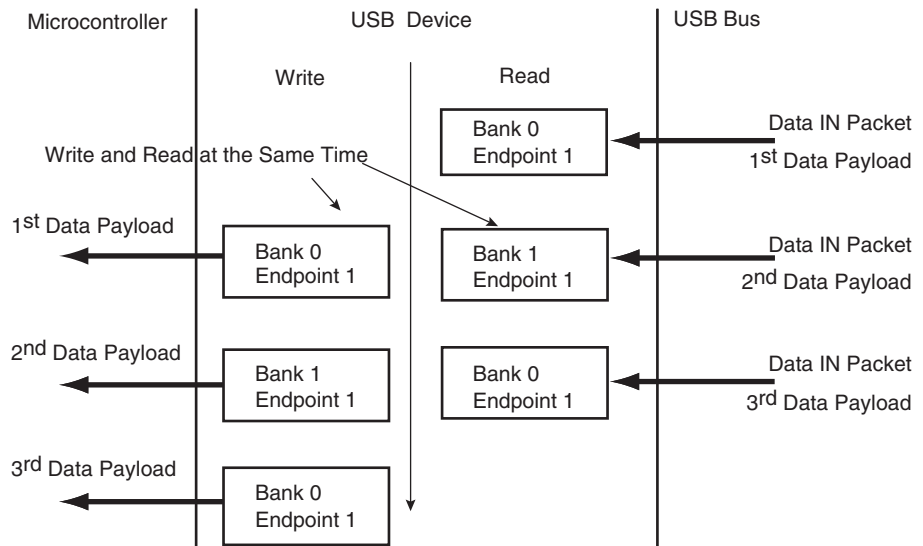 Microcontroller
USB Device
USB Bus
Write
Read
Bank 0
Endpoint 1
Data IN Packet
1st Data Payload
Write and Read at the Same Time
1st Data Payload
Bank 0
Endpoint 1
Bank 1
Endpoint 1
Data IN Packet
2nd Data Payload
2nd Data Payload
Bank 1
Endpoint 1
Bank 0
Endpoint 1
Data IN Packet
3rd Data Payload
3rd Data Payload
Bank 0
Endpoint 1